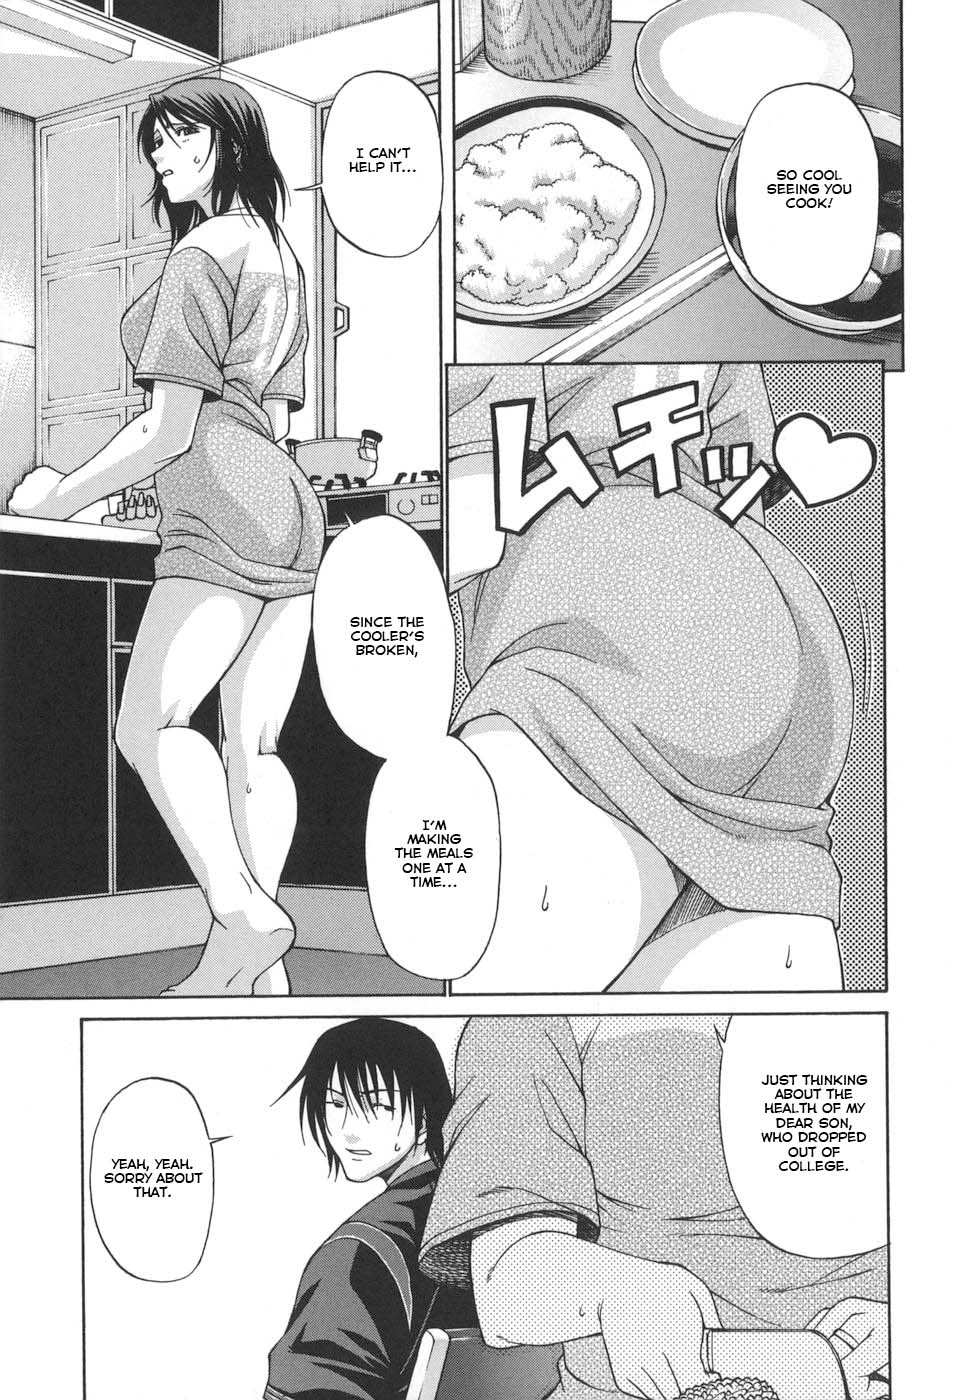 SO COOL
SEEING YOU
COOK!
I CAN'T
HELP IT...
ムチッ♡
SINCE THE
COOLER'S
BROKEN,
I'M
MAKING
THE MEALS
ONE AT A
TIME...
JUST THINKING
ABOUT THE
HEALTH OF MY
DEAR SON,
WHO DROPPED
OUT OF
COLLEGE.
YEAH, YEAH.
SORRY ABOUT
THAT.